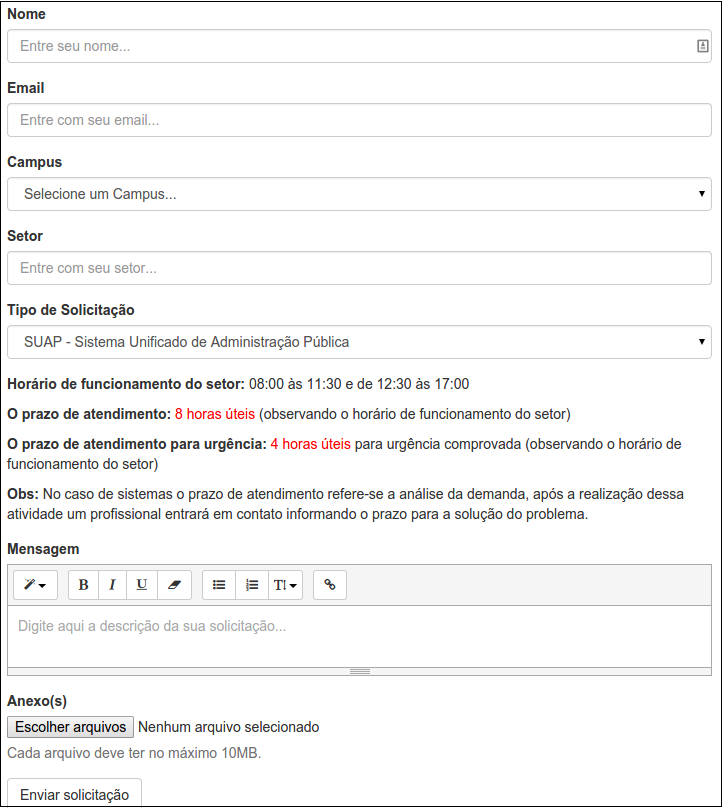 Nome
Entre seu nome...
Email
Entre com seu email...
Campus
Selecione um Campus...
Setor
Entre com seu setor...
Tipo de Solicitação
SUAP - Sistema Unificado de Administração Pública
Horário de funcionamento do setor: 08:00 às 11:30 e de 12:30 às 17:00
O prazo de atendimento: 8 horas úteis (observando o horário de funcionamento do setor)
O prazo de atendimento para urgência: 4 horas úteis para urgência comprovada (observando o horário de
funcionamento do setor)
Obs: No caso de sistemas o prazo de atendimento refere-se a análise da demanda, após a realização dessa
atividade um profissional entrará em contato informando o prazo para a solução do problema.
Mensagem
B I U T!
Digite aqui a descrição da sua solicitação...
Anexo(s)
Escolher arquivos Nenhum arquivo selecionado
Cada arquivo deve ter no máximo 10MB.
Enviar solicitação